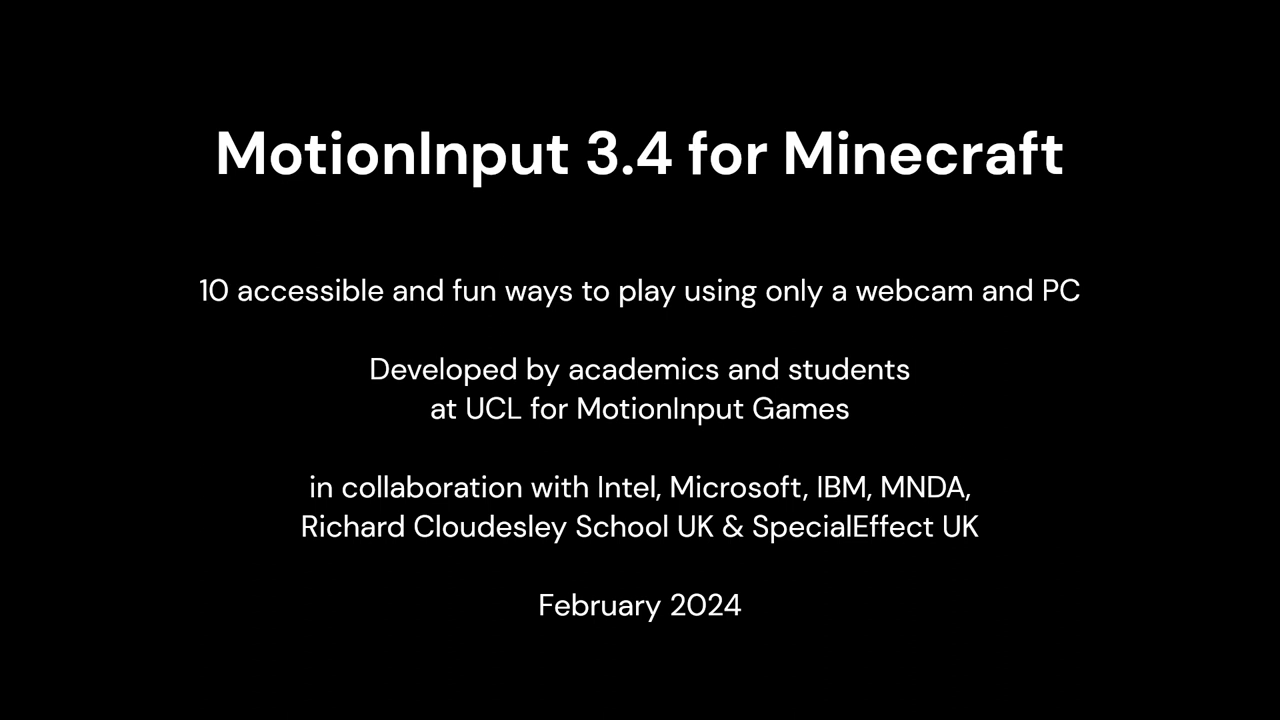 MotionInput 3.4 for Minecraft
10 accessible and fun ways to play using only a webcam and PC
Developed by academics and students
at UCL for MotionInput Games
in collaboration with Intel, Microsoft, IBM, MNDA,
Richard Cloudesley School UK & SpecialEffect UK
February 2024